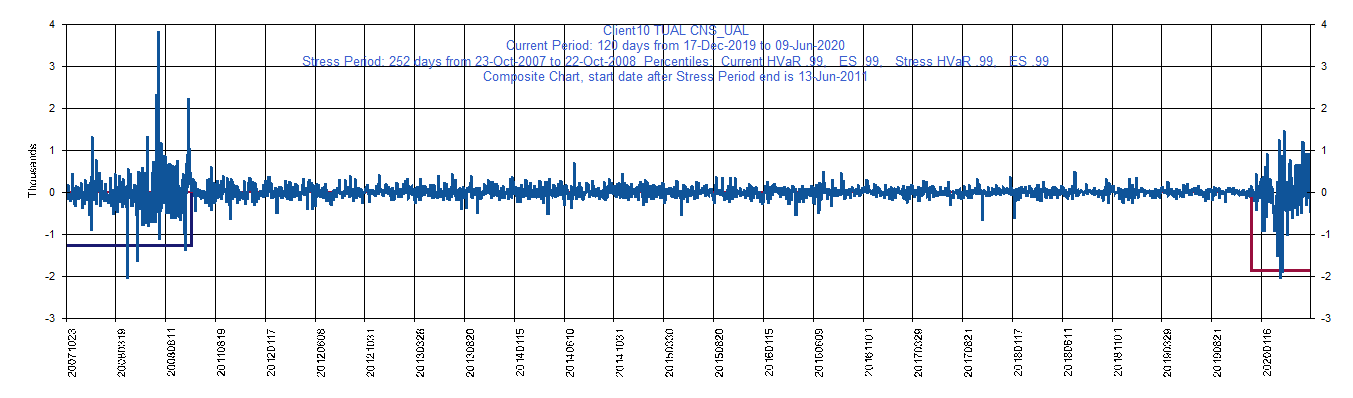 Client10 TUAL CNS_UAL
Current Period: 120 days from 17-Dec-2019 to 09-Jun-2020
Stress Period: 252 days from 23-Oct-2007 to 22-Oct-2008 Percentiles: Current HVaR .99, ES .99, Stress HVaR .99, ES .99
Composite Chart, start date after Stress Period end is 13-Jun-2011
4 4
3 3
2 2
1 1
Thousands
0 0
-1 -1
-2 -2
-3 -3
20071023 20080319 20080811 20110819 20120117 20120608 20121031 20130328 20130820 20140115 20140610 20141031 20150330 20150820 20160115 20160609 20161101 20170329 20170821 20180117 20180611 20181101 20190329 20190821 20200116